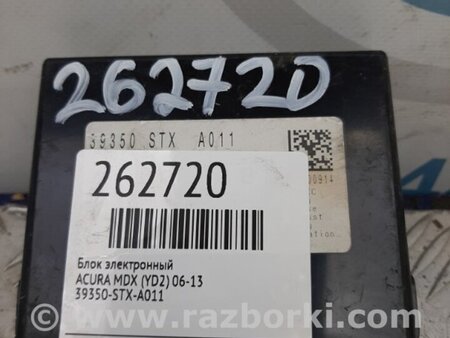 262720
39350 STX A011
262720
Блок электронный
ACURA MDX (YD2) 06-13
39350-STX-A011
www.razborki.com